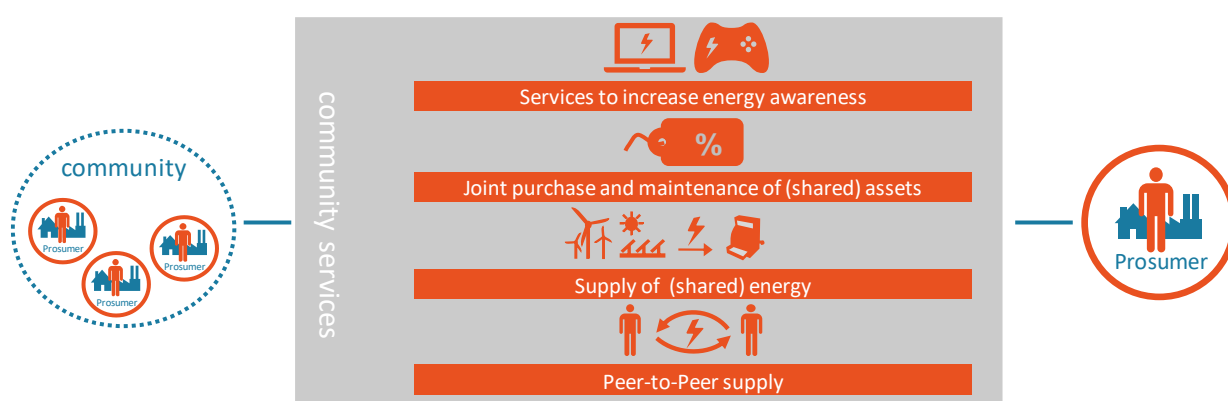 community
Prosumer
Prosumer
Prosumer
community services
Services to increase energy awareness
%
Joint purchase and maintenance of (shared) assets
Supply of (shared) energy
Peer-to-Peer supply
Prosumer